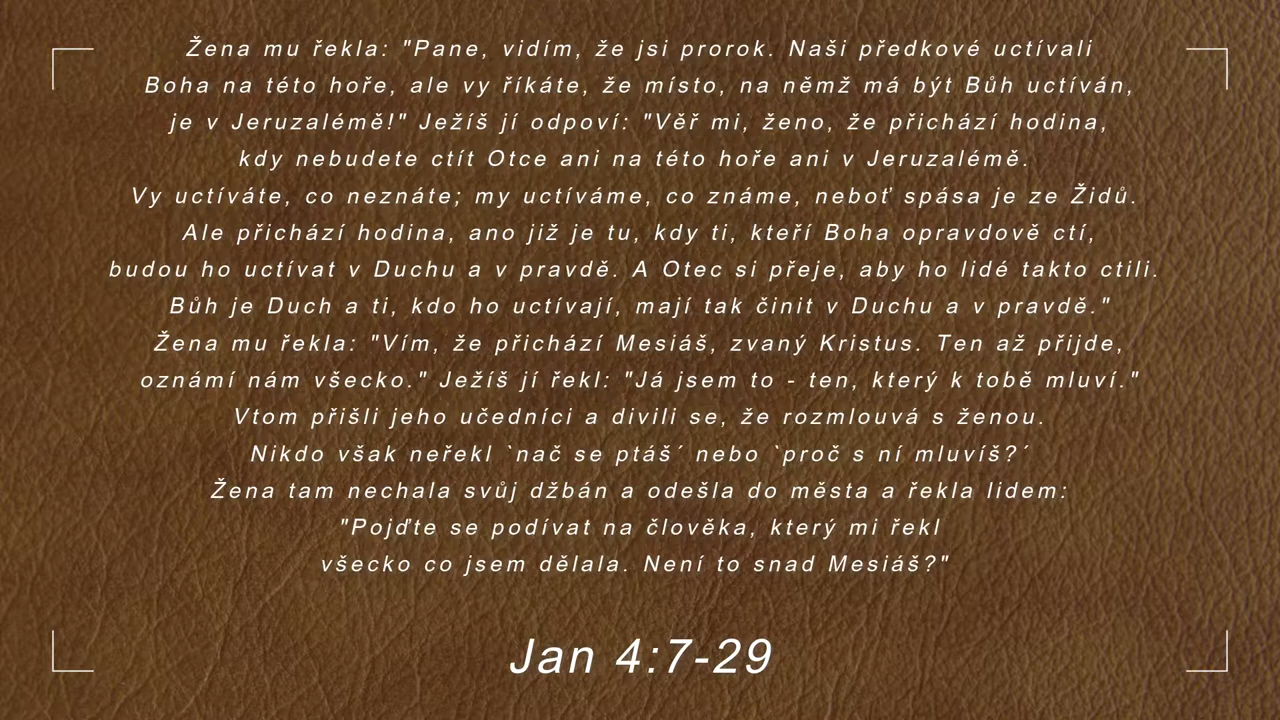 Žena mu řekla: "Pane, vidím, že jsi prorok. Naši předkové uctívali
Boha na této hoře, ale vy říkáte, že místo, na němž má být Bůh uctíván,
je v Jeruzalémě!" Ježíš jí odpoví: "Věř mi, ženo, že přichází hodina,
kdy nebudete ctít Otce ani na této hoře ani v Jeruzalémě.
Vy uctíváte, co neznáte; my uctíváme, co známe, neboť spása je ze Židů.
Ale přichází hodina, ano již je tu, kdy ti, kteří Boha opravdově ctí,
budou ho uctívat v Duchu a v pravdě. A Otec si přeje, aby ho lidé takto ctili.
Bůh je Duch a ti, kdo ho uctívají, mají tak činit v Duchu a v pravdě."
Žena mu řekla: "Vím, že přichází Mesiáš, zvaný Kristus. Ten až přijde,
oznámí nám všecko." Ježíš jí řekl: "Já jsem to - ten, který k tobě mluví."
Vtom přišli jeho učedníci a divili se, že rozmlouvá s ženou.
Nikdo však neřekl `nač se ptáš´ nebo `proč s ní mluvíš?´
Žena tam nechala svůj džbán a odešla do města a řekla lidem:
"Pojďte se podívat na člověka, který mi řekl
všecko co jsem dělala. Není to snad Mesiáš?"
Jan 4:7-29